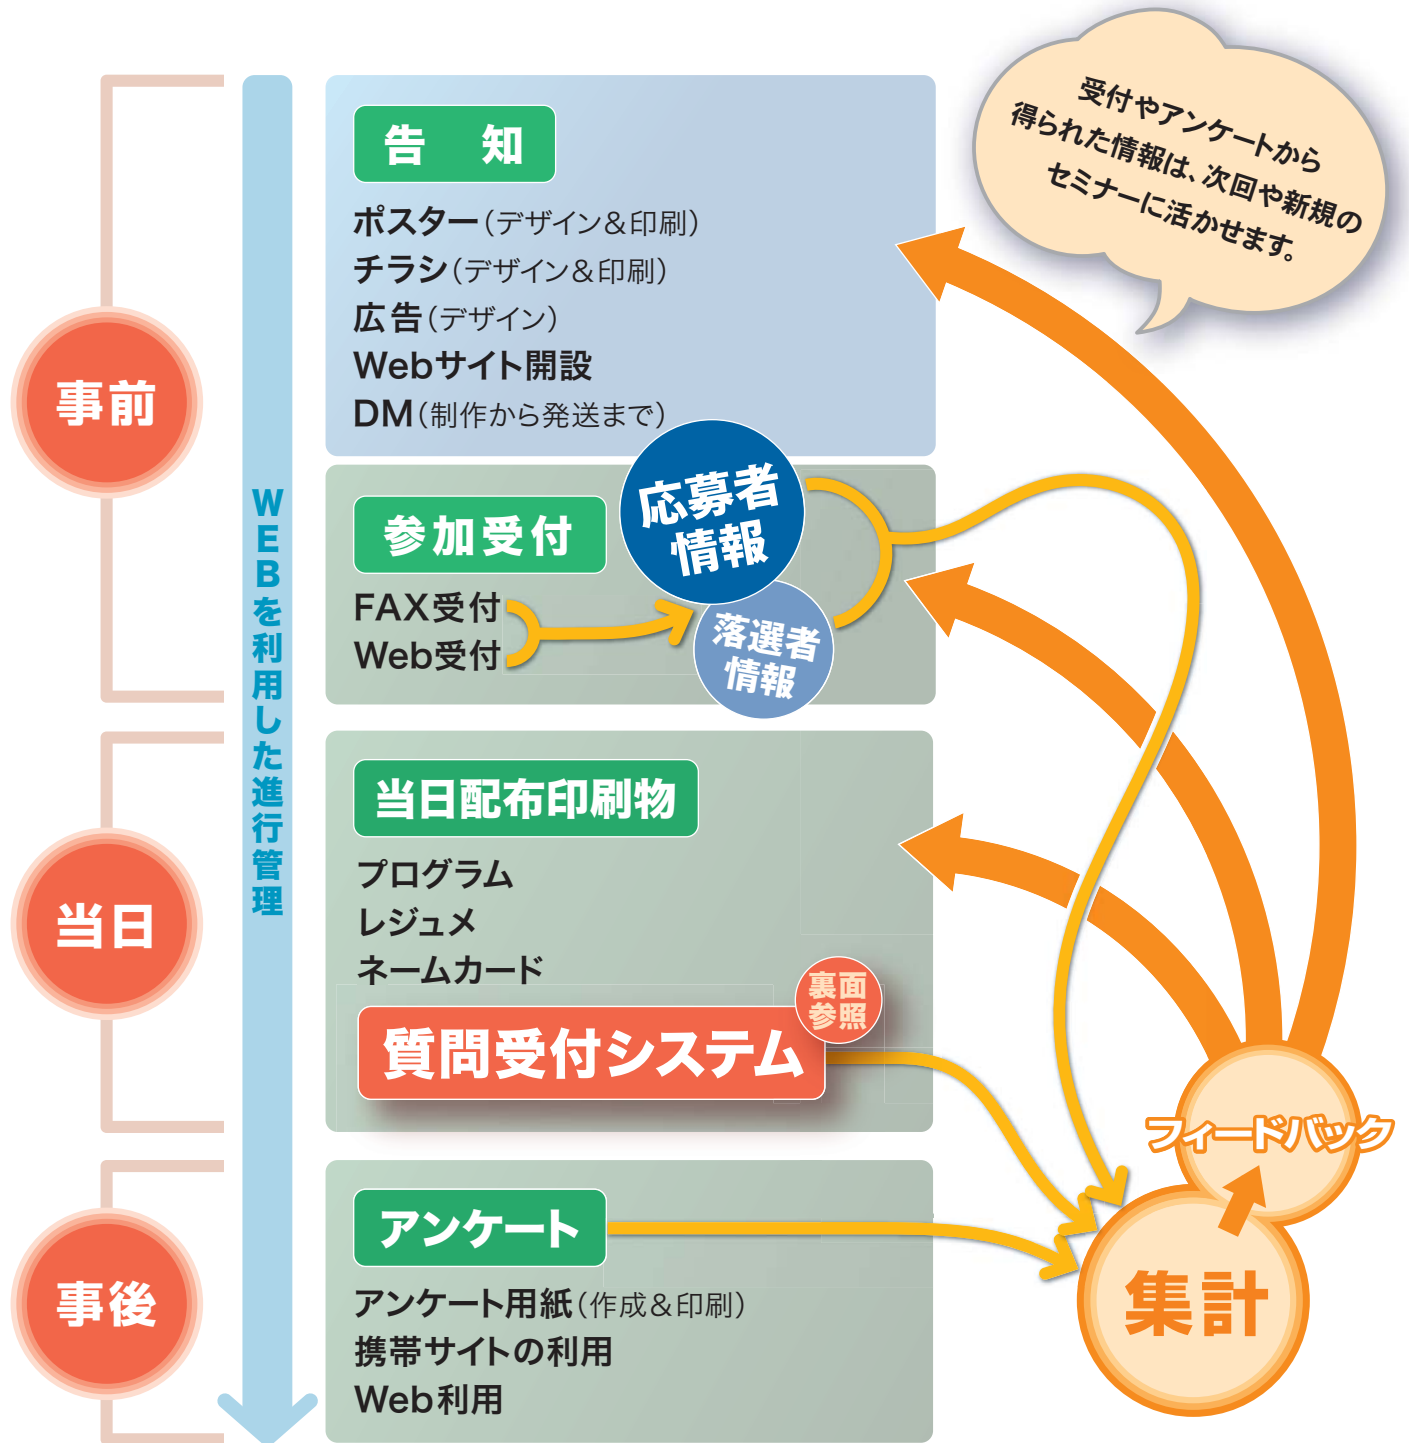 受付やアンケートから
得られた情報は、次回や新規の
セミナーに活かせます。
事前
WEBを利用した進行管理
告 知
ポスター(デザイン&印刷)
チラシ(デザイン&印刷)
広告(デザイン)
Webサイト開設
DM(制作から発送まで)
参加受付
FAX受付
Web受付
応募者
情報
落選者
情報
当日
当日配布印刷物
プログラム
レジュメ
ネームカード
裏面
参照
質問受付システム
事後
アンケート
アンケート用紙(作成&印刷)
携帯サイトの利用
Web利用
フィードバック
集計